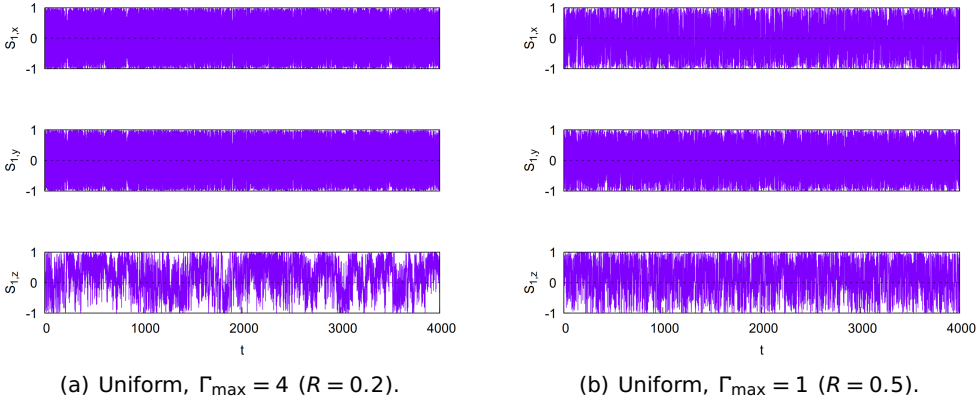 1
0
-1
S1,x
1
0
-1
S1,y
1
0
-1
S1,z
0 1000 2000 3000 4000
t
(a) Uniform, Γmax = 4 (R = 0.2).
1
0
-1
S1,x
1
0
-1
S1,y
1
0
-1
S1,z
0 1000 2000 3000 4000
t
(b) Uniform, Γmax = 1 (R = 0.5).